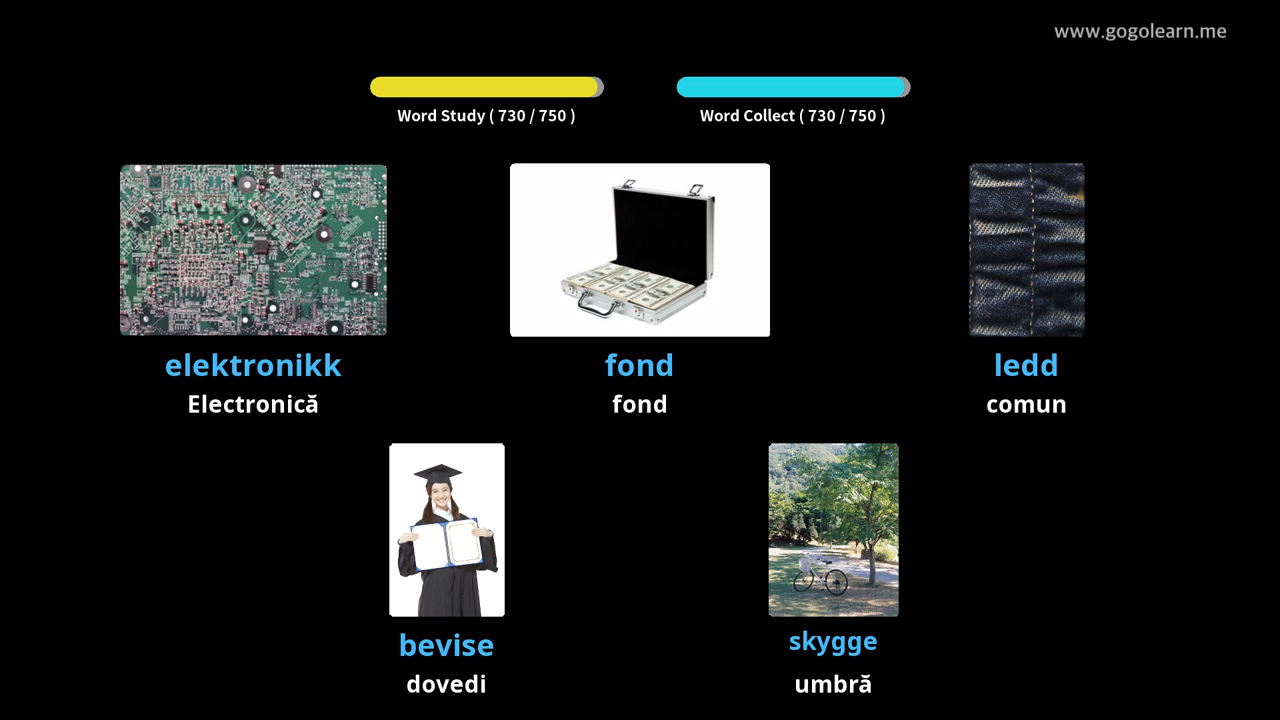 www.gogolearn.me
Word Study ( 730 / 750 )
Word Collect ( 730 / 750 )
elektronikk
Electronică
fond
fond
ledd
comun
bevise
dovedi
skygge
umbră